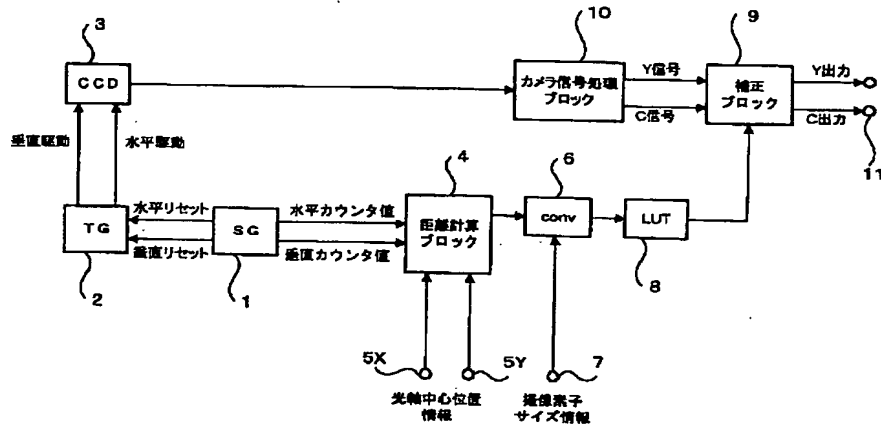 3
CCD
垂直駆動
水平駆動
TG
2
水平リセット
垂直リセット
SG
1
水平カウンタ値
垂直カウンタ値
4
距離計算
ブロック
5X
5Y
光軸中心位置
情報
6
conv
7
撮像素子
サイズ情報
LUT
8
10
カメラ信号処理
ブロック
Y信号
C信号
9
補正
ブロック
Y出力
C出力
11